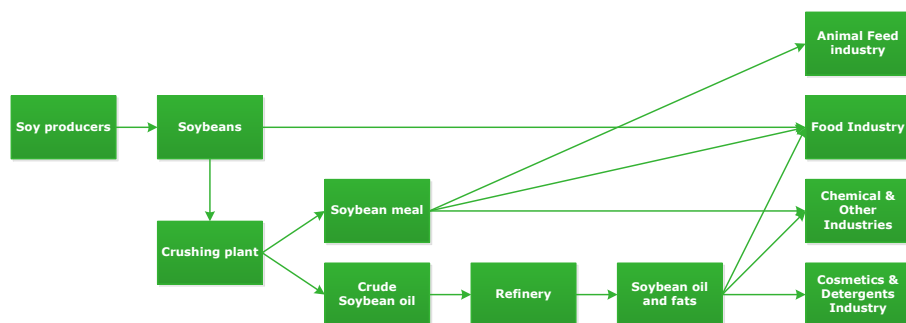 Animal Feed
industry
Soy producers
Soybeans
Food Industry
Soybean meal
Chemical &
Other
Industries
Crushing plant
Crude
Soybean oil
Refinery
Soybean oil
and fats
Cosmetics &
Detergents
Industry